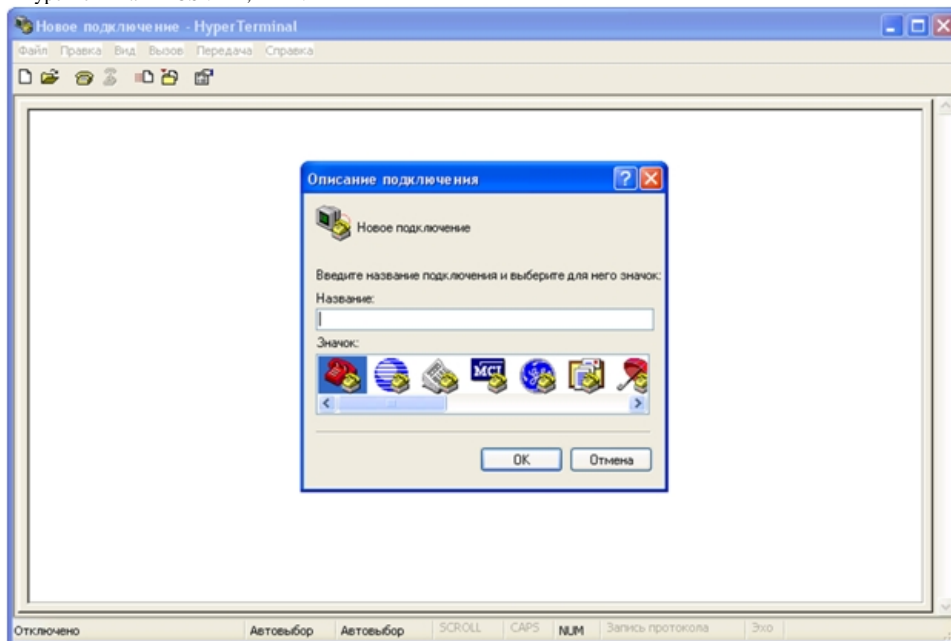 Новое подключение - HyperTerminal
Файл Правка Вид Вызов Передача Справка
Описание подключения
Новое подключение
Введите название подключения и выберите для него значок:
Название:
Значок:
MCI
OK Отмена
Отключено Автовыбор Автовыбор SCROLL CAPS NUM Запись протокола Эхо